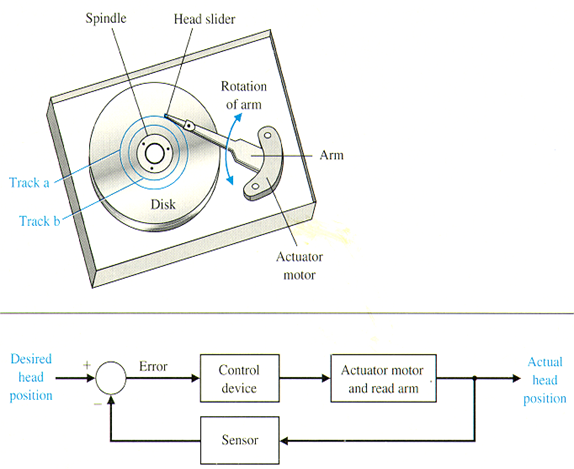 Spindle
Head slider
Rotation
of arm
Arm
Track a
Track b
Disk
Actuator
motor
Desired
head
position
+
−
Error
Control
device
Actuator motor
and read arm
Actual
head
position
Sensor